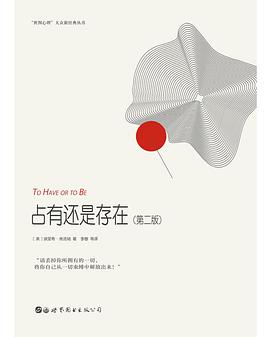 "世图心理"大众新经典丛书
TO HAVE OR TO BE
占有还是存在(第二版)
[美]埃里希·弗洛姆 著 李穆 等译
"请丢掉你所拥有的一切，
将你自己从一切束缚中解放出来！"
世界图书出版公司